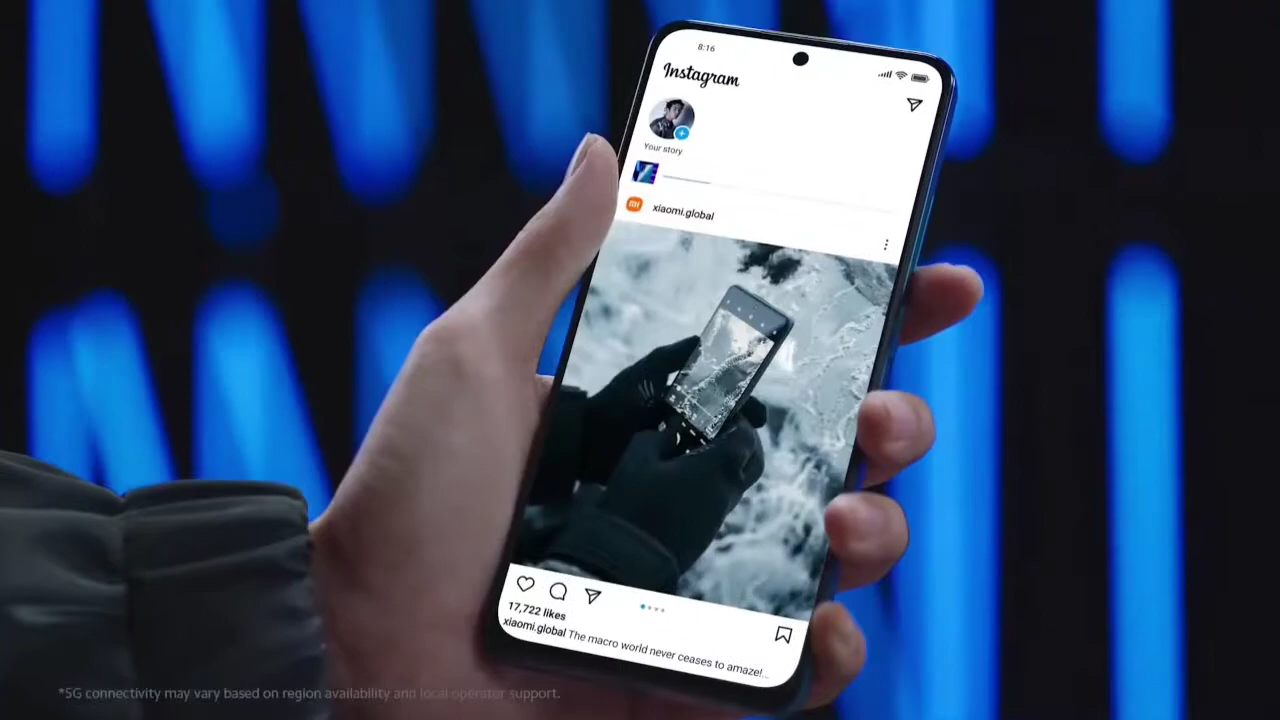 8:16
Instagram
Your story
mi
xiaomi.global
17,722 likes
xiaomi.global The macro world never ceases to amaze!...
*5G connectivity may vary based on region availability and local operator support.